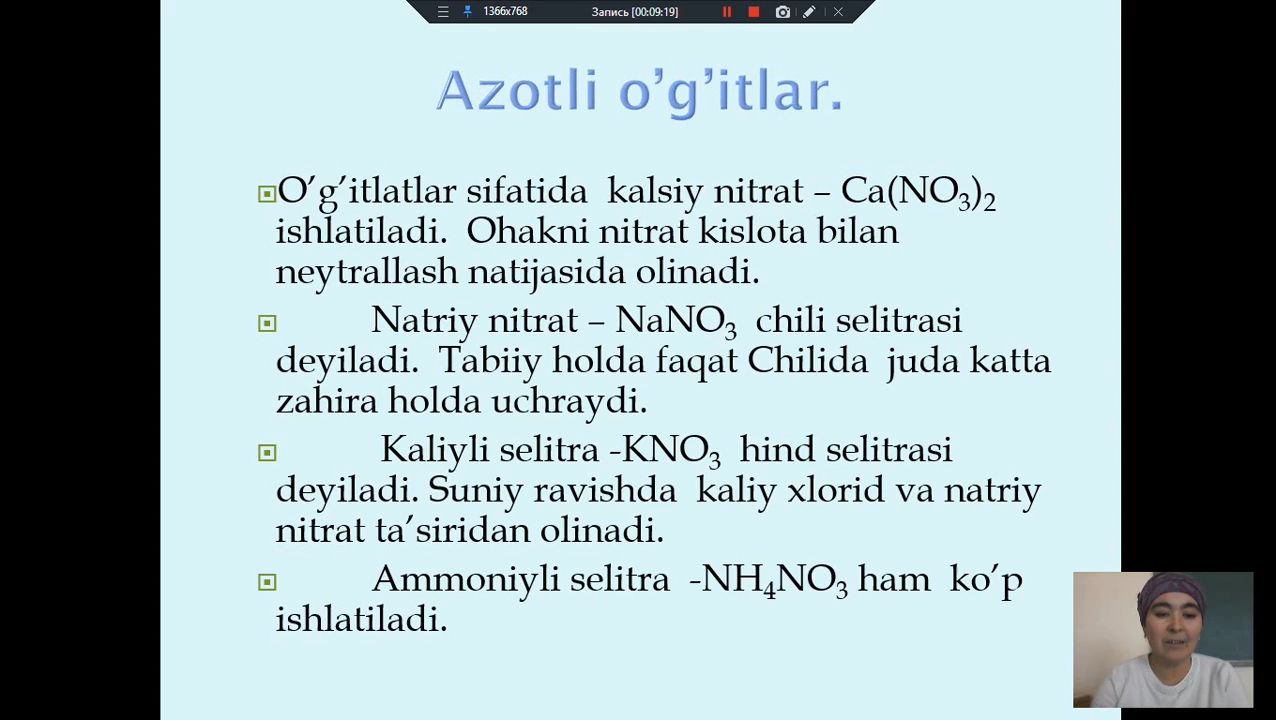 1366x768 Запись [00:09:19]
Azotli o’g’itlar.
O’g’itlatlar sifatida kalsiy nitrat – Ca(NO₃)₂
ishlatiladi. Ohakni nitrat kislota bilan
neytrallash natijasida olinadi.
Natriy nitrat – NaNO₃ chili selitrasi
deyiladi. Tabiiy holda faqat Chilida juda katta
zahira holda uchraydi.
Kaliyli selitra -KNO₃ hind selitrasi
deyiladi. Suniy ravishda kaliy xlorid va natriy
nitrat ta’siridan olinadi.
Ammoniyli selitra -NH₄NO₃ ham ko’p
ishlatiladi.